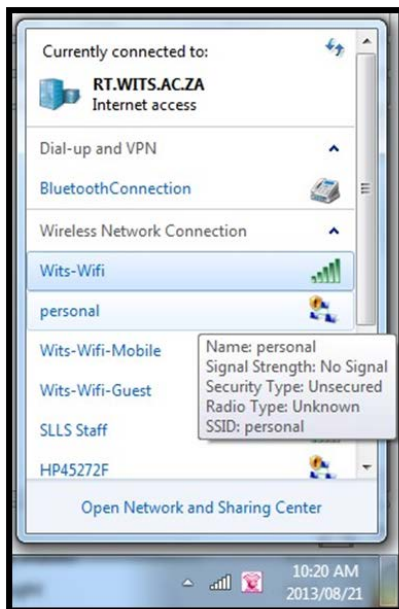 Currently connected to:
RT.WITS.AC.ZA
Internet access
Dial-up and VPN
BluetoothConnection
Wireless Network Connection
Wits-Wifi
personal
Wits-Wifi-Mobile
Wits-Wifi-Guest
SLLS Staff
HP45272F
Name: personal
Signal Strength: No Signal
Security Type: Unsecured
Radio Type: Unknown
SSID: personal
Open Network and Sharing Center
10:20 AM
2013/08/21